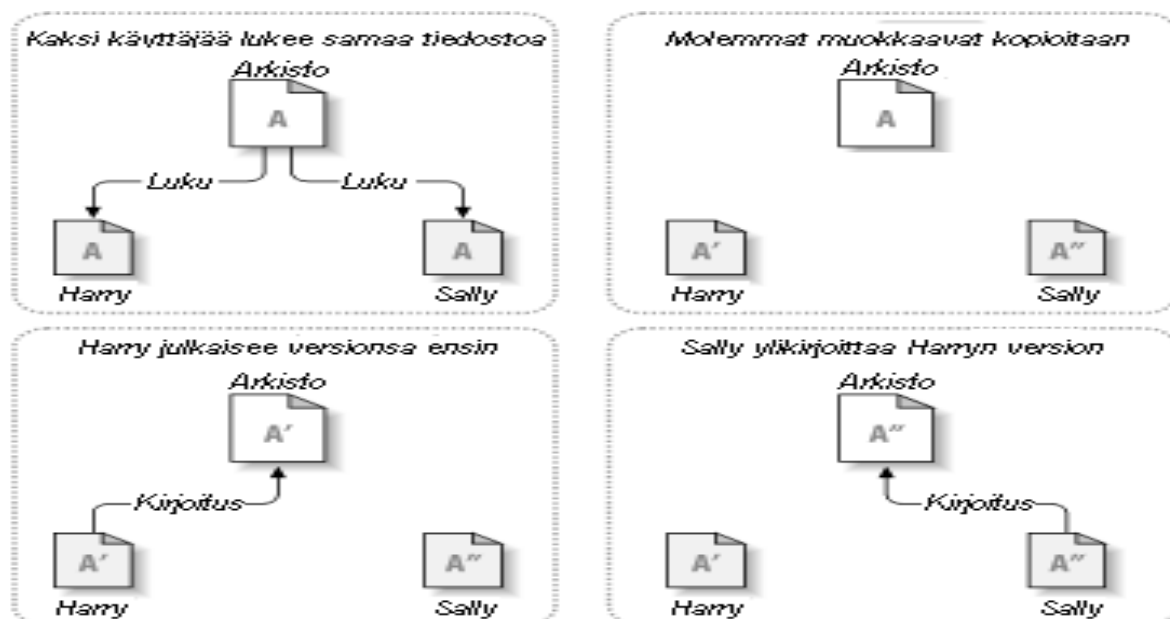 Kaksi käyttäjää lukee samaa tiedostoa
Arkisto
A
Luku Luku
A A
Harry Sally
Molemmat muokkaavat kopioitaan
Arkisto
A
A′ A″
Harry Sally
Harry julkaisee versionsa ensin
Arkisto
A′
Kirjoitus
A′ A″
Harry Sally
Sally ylikirjoittaa Harryn version
Arkisto
A″
Kirjoitus
A′ A″
Harry Sally